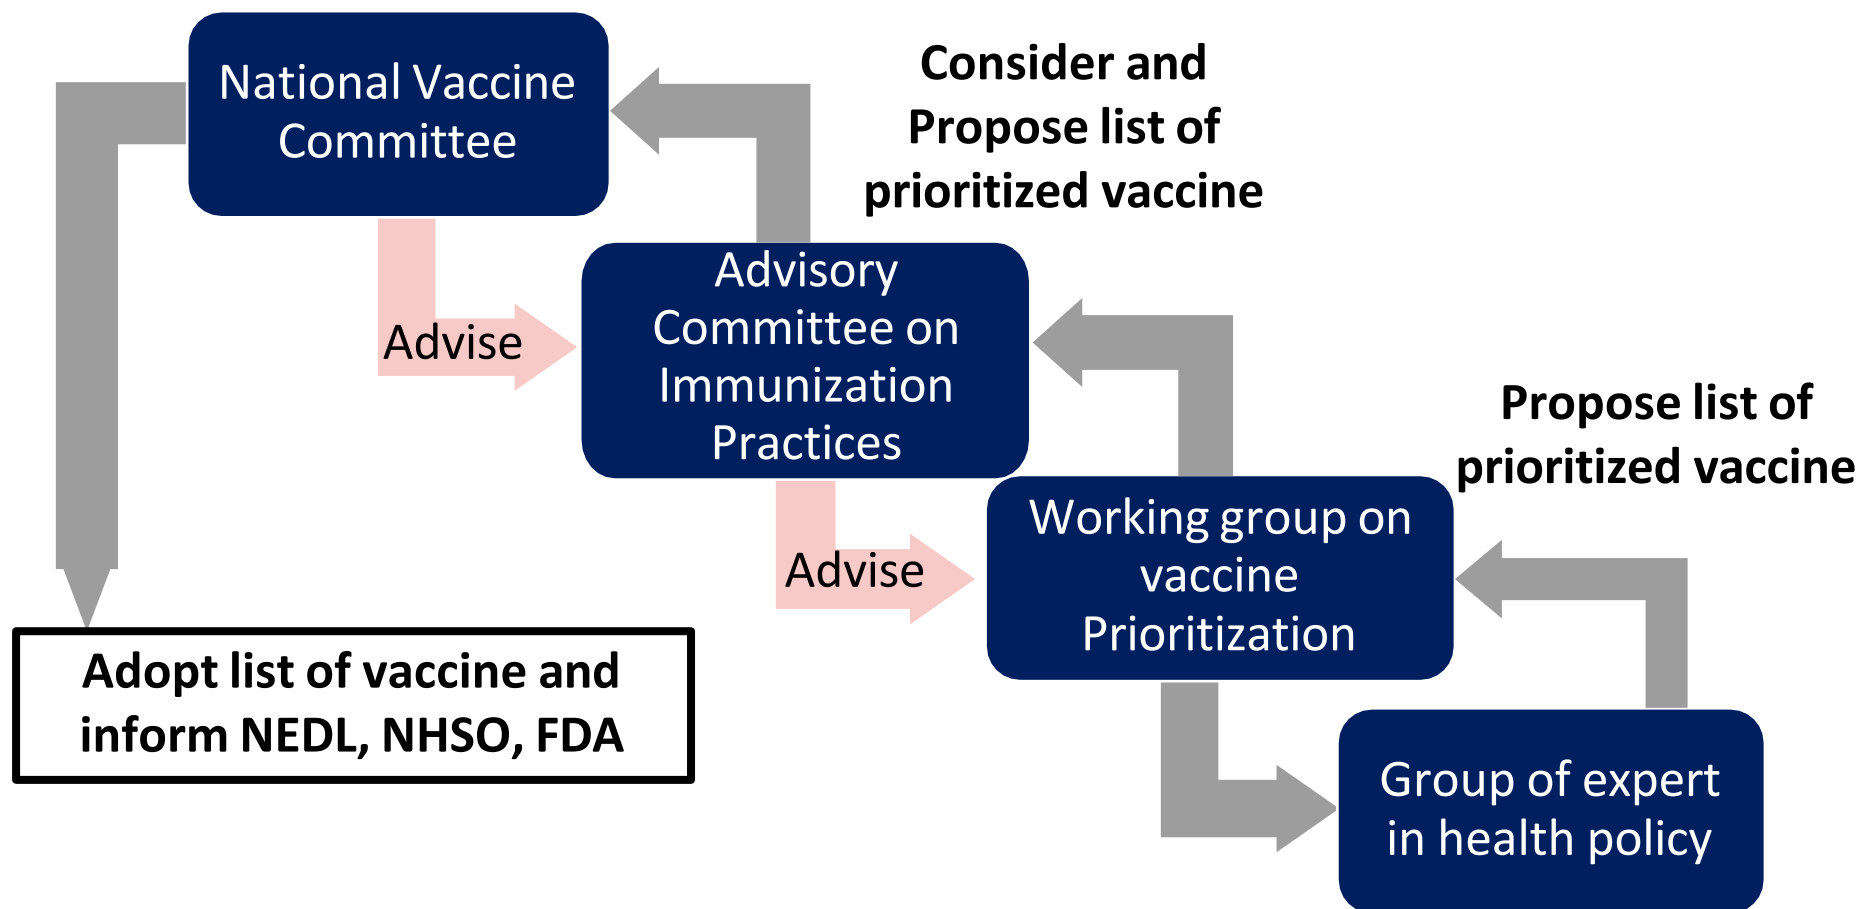 National Vaccine
Committee
Consider and
Propose list of
prioritized vaccine
Advise
Advisory
Committee on
Immunization
Practices
Propose list of
prioritized vaccine
Advise
Working group on
vaccine
Prioritization
Adopt list of vaccine and
inform NEDL, NHSO, FDA
Group of expert
in health policy